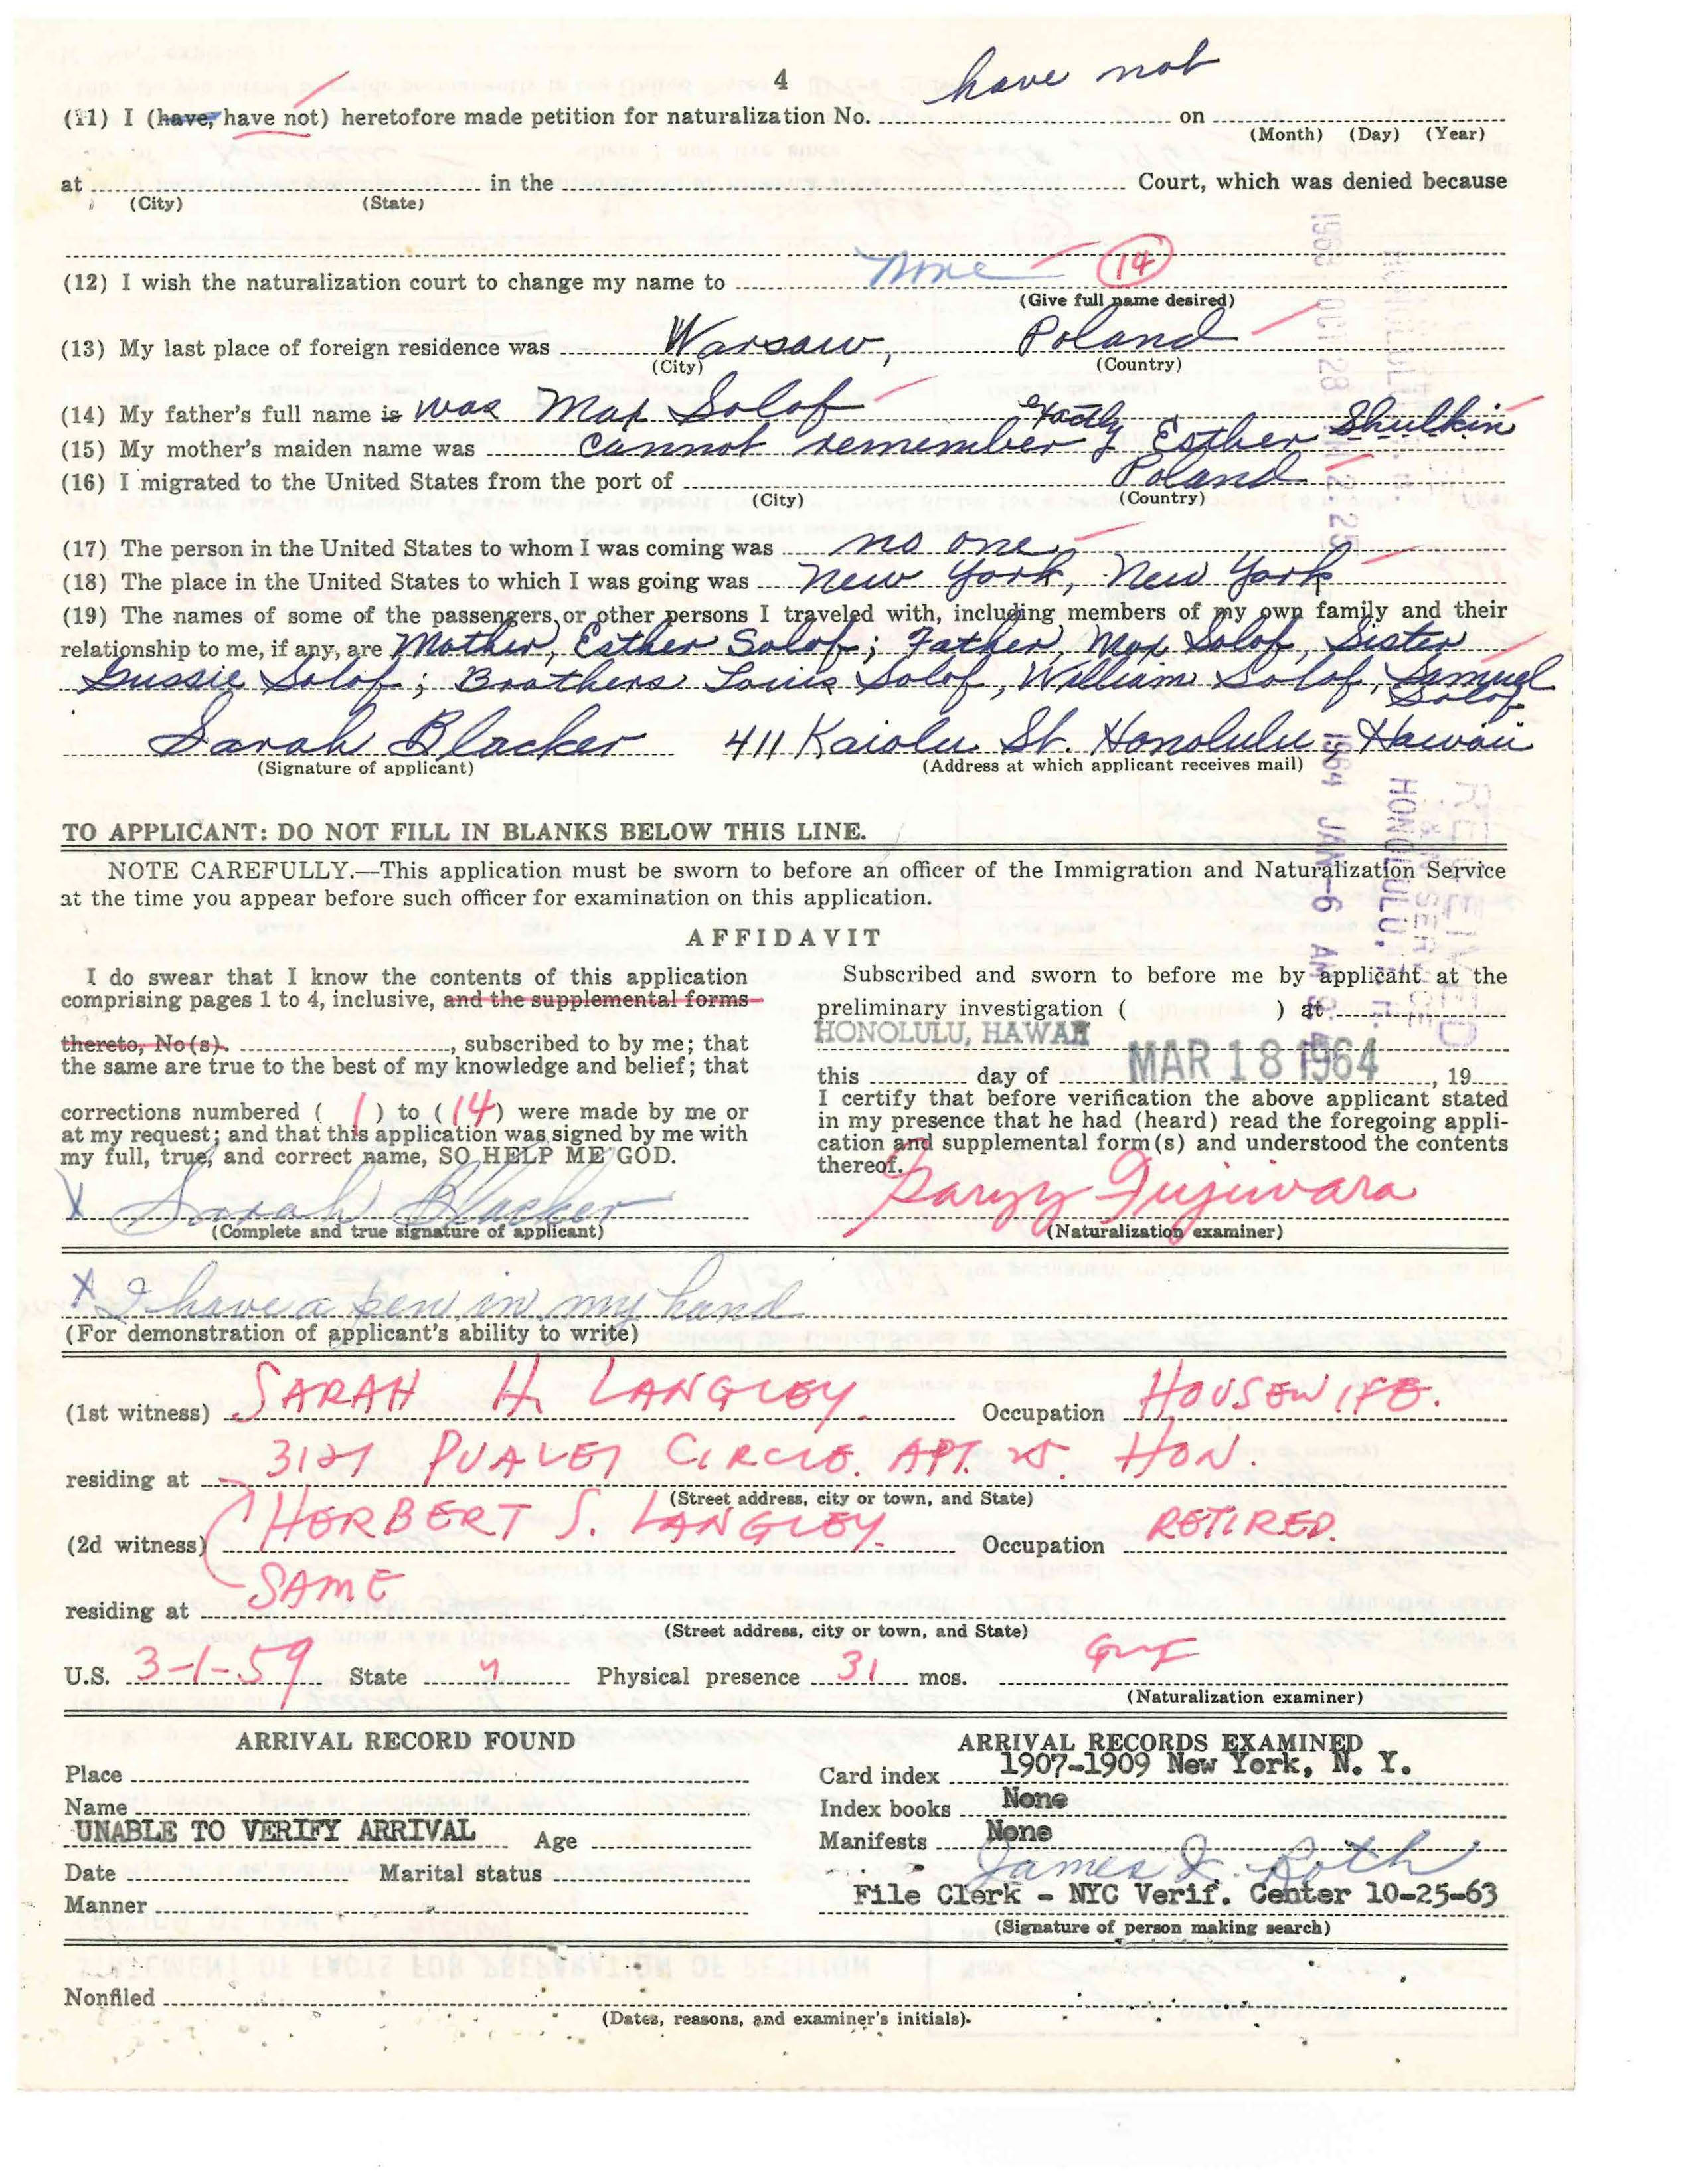 4
have not
(11) I (have, have not) heretofore made petition for naturalization No. on
(Month) (Day) (Year)
at in the Court, which was denied because
(City) (State)
(12) I wish the naturalization court to change my name to none 14
(Give full name desired)
(13) My last place of foreign residence was Warsaw, Poland
(City) (Country)
(14) My father's full name is was Max Solof
(15) My mother's maiden name was cannot remember exactly Esther Shulkin
(16) I migrated to the United States from the port of Poland
(City) (Country)
(17) The person in the United States to whom I was coming was no one
(18) The place in the United States to which I was going was New York, New York
(19) The names of some of the passengers or other persons I traveled with, including members of my own family and their
relationship to me, if any, are Mother, Esther Solof; Father, Max Solof, Sister
Gussie Solof; Brothers Louis Solof, William Solof, Samuel
Solof
Sarah Blacker 411 Kaiolu St. Honolulu, Hawaii
(Signature of applicant) (Address at which applicant receives mail)
1963 OCT 28 12:25
HONOLULU, H.
TO APPLICANT: DO NOT FILL IN BLANKS BELOW THIS LINE.
NOTE CAREFULLY.—This application must be sworn to before an officer of the Immigration and Naturalization Service
at the time you appear before such officer for examination on this application.
RECEIVED
& N SERVICE
HONOLULU, H.
1964 JAN -6 AM
AFFIDAVIT
I do swear that I know the contents of this application
comprising pages 1 to 4, inclusive, and the supplemental forms
thereto, No(s). , subscribed to by me; that
the same are true to the best of my knowledge and belief; that
corrections numbered ( 1 ) to (14) were made by me or
at my request; and that this application was signed by me with
my full, true, and correct name, SO HELP ME GOD.
X Sarah Blacker
(Complete and true signature of applicant)
Subscribed and sworn to before me by applicant at the
preliminary investigation ( ) at
HONOLULU, HAWAII
this day of MAR 18 1964, 19
I certify that before verification the above applicant stated
in my presence that he had (heard) read the foregoing appli-
cation and supplemental form(s) and understood the contents
thereof.
Fujiwara
(Naturalization examiner)
X I have a pen in my hand
(For demonstration of applicant's ability to write)
(1st witness) SARAH H. LANGLEY Occupation HOUSEWIFE.
residing at PUALEI CIRCLE. APT. HON.
(Street address, city or town, and State)
(2d witness) HERBERT S. LANGLEY Occupation RETIRED.
residing at SAME
(Street address, city or town, and State)
U.S. 3-1-59 State Physical presence 31 mos.
(Naturalization examiner)
ARRIVAL RECORD FOUND
Place
Name
UNABLE TO VERIFY ARRIVAL Age
Date Marital status
Manner
ARRIVAL RECORDS EXAMINED
Card index 1907-1909 New York, N. Y.
Index books None
Manifests None
James J. Roth
File Clerk - NYC Verif. Center 10-25-63
(Signature of person making search)
Nonfiled
(Dates, reasons, and examiner's initials).